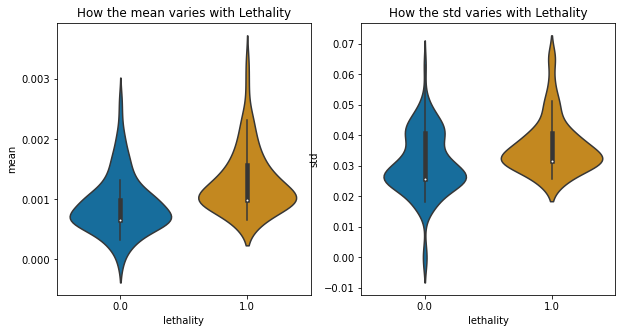 How the mean varies with Lethality
mean
0.003
0.002
0.001
0.000
0.0
1.0
lethality
How the std varies with Lethality
std
0.07
0.06
0.05
0.04
0.03
0.02
0.01
0.00
−0.01
0.0
1.0
lethality